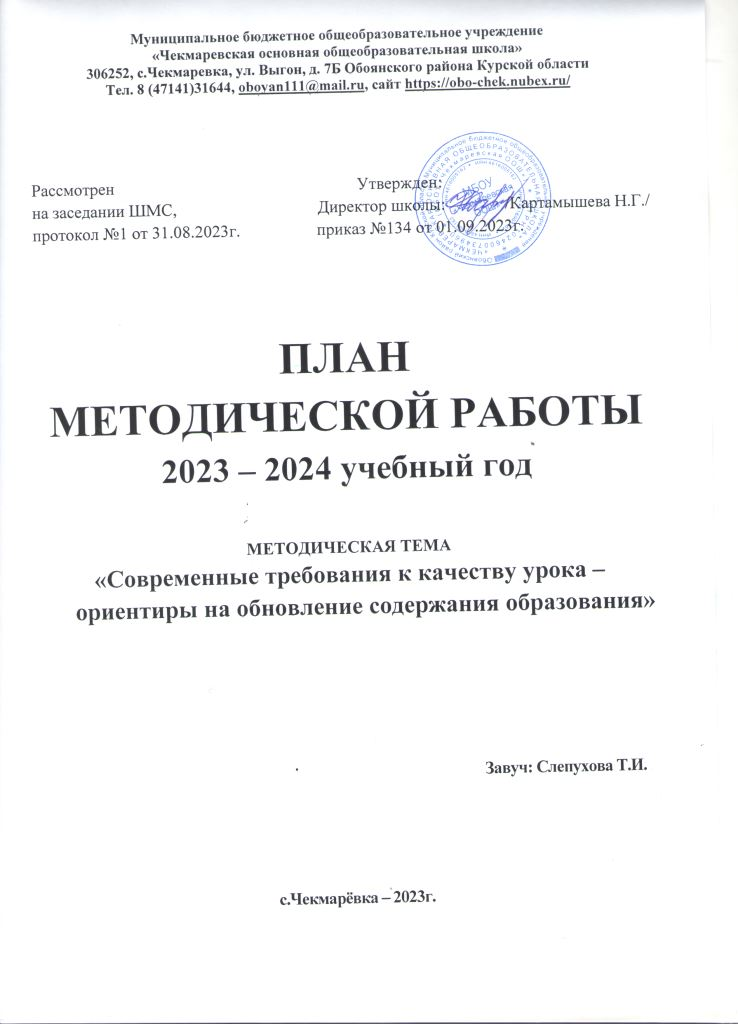 Муниципальное бюджетное общеобразовательное учреждение
«Чекмаревская основная общеобразовательная школа»
306252, с.Чекмаревка, ул. Выгон, д. 7Б Обоянского района Курской области
Тел. 8 (47141)31644, oboyan111@mail.ru, сайт https://obo-chek.nubex.ru/
Рассмотрен
на заседании ШМС,
протокол №1 от 31.08.2023г.
Утвержден:
Директор школы: Картамышева Н.Г./
приказ №134 от 01.09.2023г.
МБОУ
ПЛАН
МЕТОДИЧЕСКОЙ РАБОТЫ
2023 – 2024 учебный год
МЕТОДИЧЕСКАЯ ТЕМА
«Современные требования к качеству урока –
ориентиры на обновление содержания образования»
Завуч: Слепухова Т.И.
с.Чекмарёвка – 2023г.